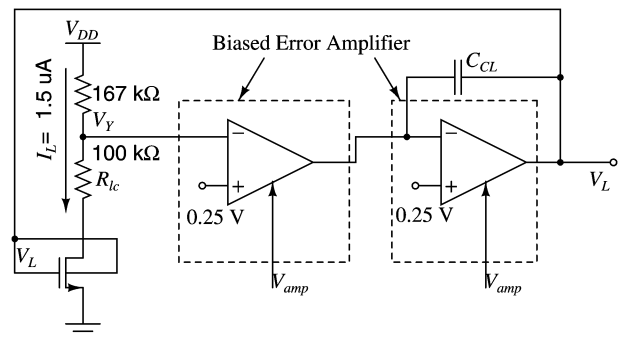 V_DD
Biased Error Amplifier
C_CL
I_L = 1.5 uA
167 kΩ
V_Y
100 kΩ
R_lc
−
+
0.25 V
−
+
0.25 V
V_L
V_L
V_amp
V_amp